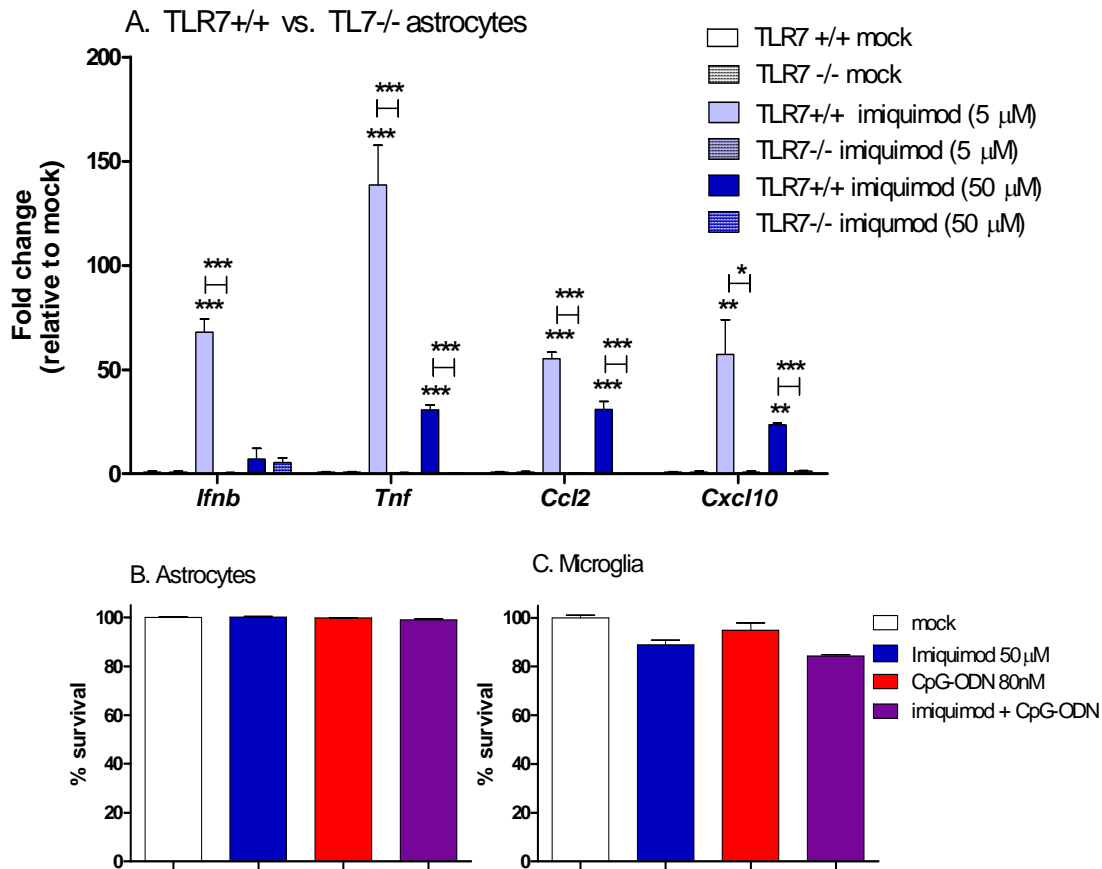 A. TLR7+/+ vs. TL7-/- astrocytes
TLR7 +/+ mock
TLR7 -/- mock
TLR7+/+ imiquimod (5 μM)
TLR7-/- imiquimod (5 μM)
TLR7+/+ imiquimod (50 μM)
TLR7-/- imiqumod (50 μM)
Fold change
(relative to mock)
200
150
100
50
0
***
***
***
***
***
***
***
***
***
***
*
**
***
**
Ifnb
Tnf
Ccl2
Cxcl10
B. Astrocytes
% survival
100
80
60
40
20
0
C. Microglia
% survival
100
80
60
40
20
0
mock
Imiquimod 50 μM
CpG-ODN 80nM
imiquimod + CpG-ODN